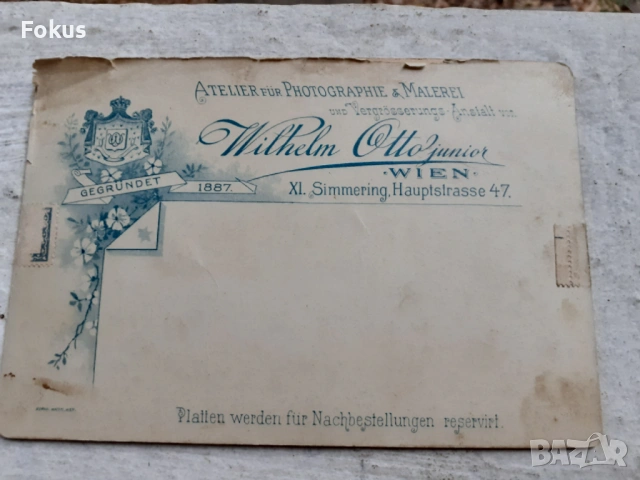 Fokus
ATELIER FÜR PHOTOGRAPHIE & MALEREI
UND Vergrösserungs Anstalt von
Wilhelm Otto junior
WIEN
XI. Simmering, Hauptstrasse 47.
GEGRÜNDET 1887.
Platten werden für Nachbestellungen reservirt.
bazar